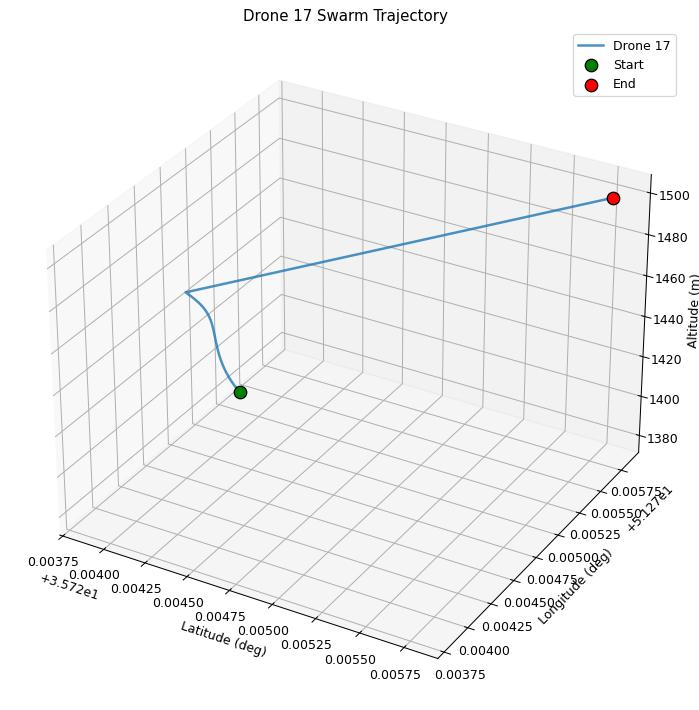 Drone 17 Swarm Trajectory
Drone 17
Start
End
1500
1480
1460
1440
1420
1400
1380
Altitude (m)
0.00575
0.00550
0.00525
0.00500
0.00475
0.00450
0.00425
0.00400
0.00375
+5.127e1
Longitude (deg)
0.00375
0.00400
0.00425
0.00450
0.00475
0.00500
0.00525
0.00550
0.00575
+3.572e1
Latitude (deg)